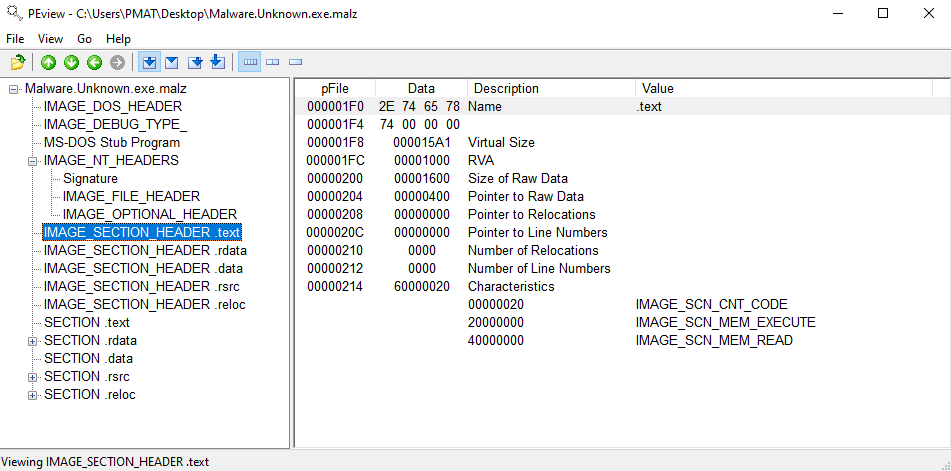 PEview - C:\Users\PMAT\Desktop\Malware.Unknown.exe.malz
File View Go Help
Malware.Unknown.exe.malz
IMAGE_DOS_HEADER
IMAGE_DEBUG_TYPE_
MS-DOS Stub Program
IMAGE_NT_HEADERS
Signature
IMAGE_FILE_HEADER
IMAGE_OPTIONAL_HEADER
IMAGE_SECTION_HEADER .text
IMAGE_SECTION_HEADER .rdata
IMAGE_SECTION_HEADER .data
IMAGE_SECTION_HEADER .rsrc
IMAGE_SECTION_HEADER .reloc
SECTION .text
SECTION .rdata
SECTION .data
SECTION .rsrc
SECTION .reloc
pFile Data Description Value
000001F0 2E 74 65 78 Name .text
000001F4 74 00 00 00
000001F8 000015A1 Virtual Size
000001FC 00001000 RVA
00000200 00001600 Size of Raw Data
00000204 00000400 Pointer to Raw Data
00000208 00000000 Pointer to Relocations
0000020C 00000000 Pointer to Line Numbers
00000210 0000 Number of Relocations
00000212 0000 Number of Line Numbers
00000214 60000020 Characteristics
00000020 IMAGE_SCN_CNT_CODE
20000000 IMAGE_SCN_MEM_EXECUTE
40000000 IMAGE_SCN_MEM_READ
Viewing IMAGE_SECTION_HEADER .text